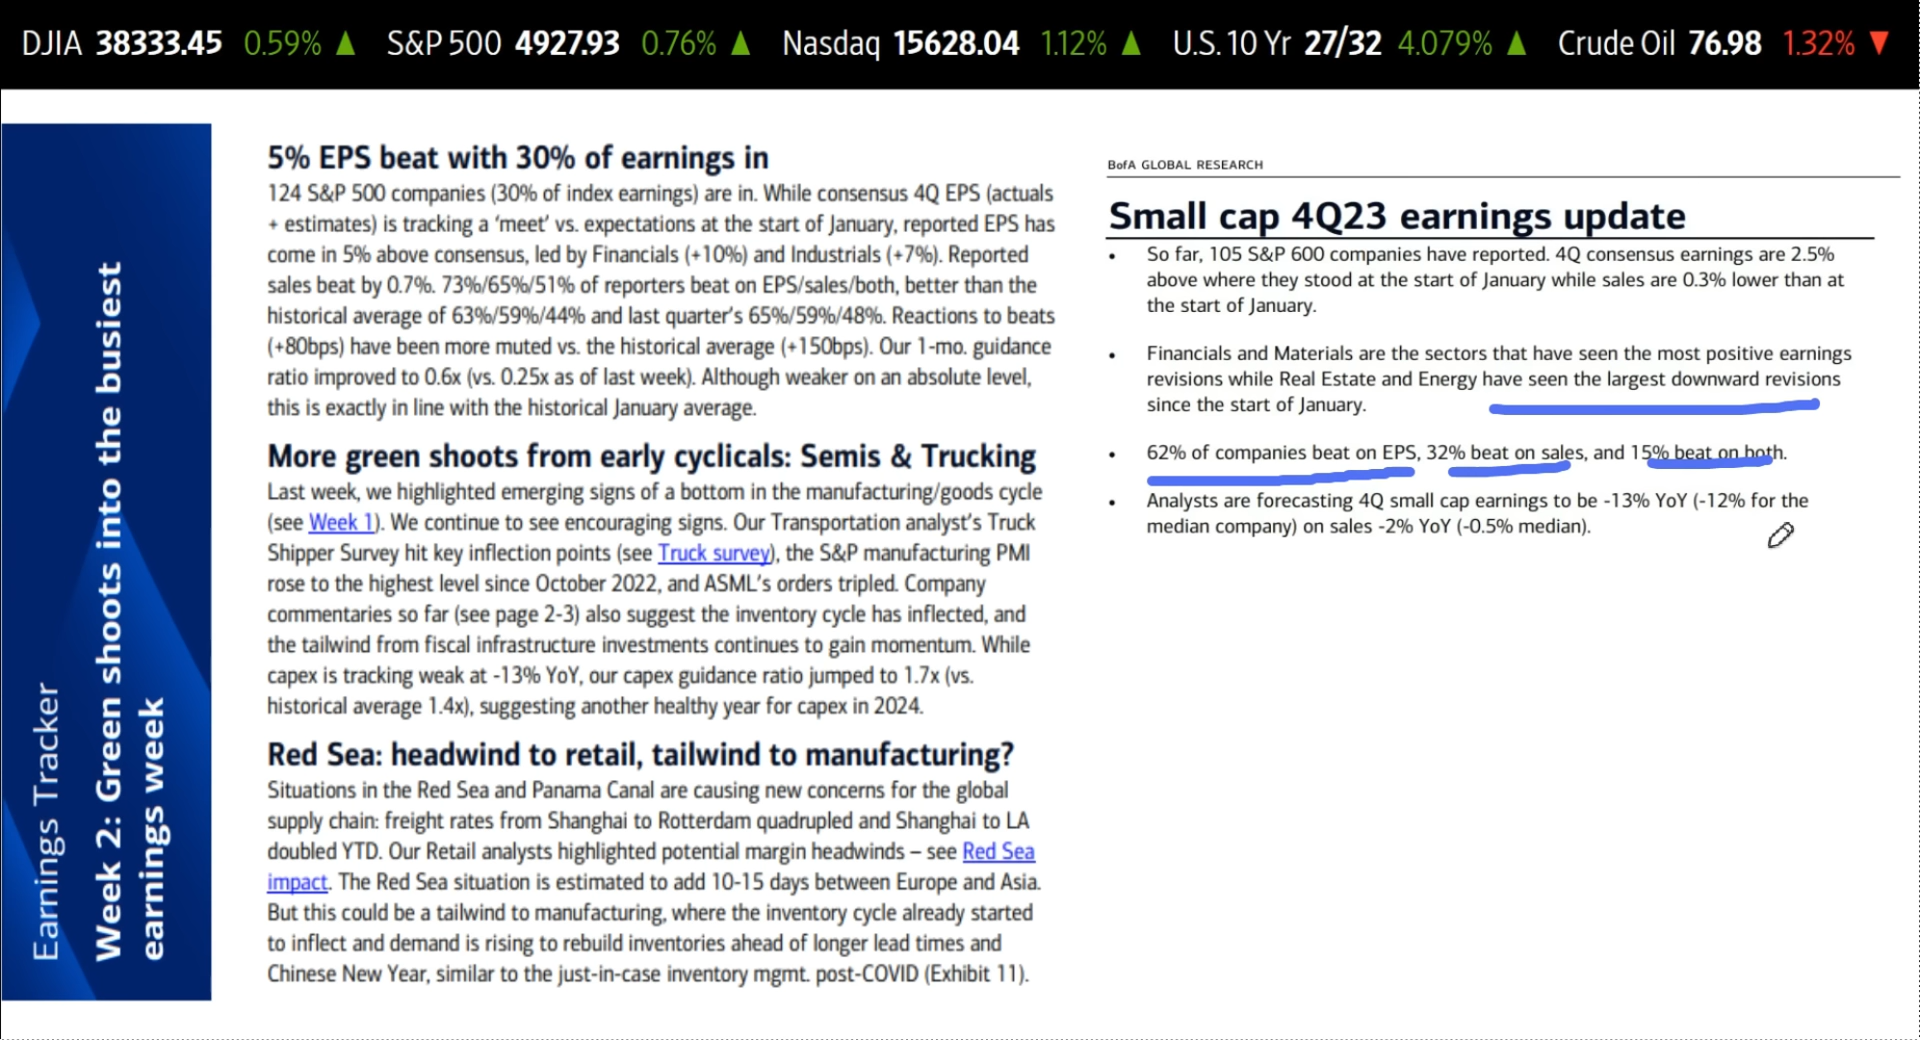 DJIA 38333.45 0.59% ▲ S&P 500 4927.93 0.76% ▲ Nasdaq 15628.04 1.12% ▲ U.S. 10 Yr 27/32 4.079% ▲ Crude Oil 76.98 1.32% ▼
Earnings Tracker
Week 2: Green shoots into the busiest
earnings week
5% EPS beat with 30% of earnings in
124 S&P 500 companies (30% of index earnings) are in. While consensus 4Q EPS (actuals
+ estimates) is tracking a ‘meet’ vs. expectations at the start of January, reported EPS has
come in 5% above consensus, led by Financials (+10%) and Industrials (+7%). Reported
sales beat by 0.7%. 73%/65%/51% of reporters beat on EPS/sales/both, better than the
historical average of 63%/59%/44% and last quarter’s 65%/59%/48%. Reactions to beats
(+80bps) have been more muted vs. the historical average (+150bps). Our 1-mo. guidance
ratio improved to 0.6x (vs. 0.25x as of last week). Although weaker on an absolute level,
this is exactly in line with the historical January average.
More green shoots from early cyclicals: Semis & Trucking
Last week, we highlighted emerging signs of a bottom in the manufacturing/goods cycle
(see Week 1). We continue to see encouraging signs. Our Transportation analyst’s Truck
Shipper Survey hit key inflection points (see Truck survey), the S&P manufacturing PMI
rose to the highest level since October 2022, and ASML’s orders tripled. Company
commentaries so far (see page 2-3) also suggest the inventory cycle has inflected, and
the tailwind from fiscal infrastructure investments continues to gain momentum. While
capex is tracking weak at -13% YoY, our capex guidance ratio jumped to 1.7x (vs.
historical average 1.4x), suggesting another healthy year for capex in 2024.
Red Sea: headwind to retail, tailwind to manufacturing?
Situations in the Red Sea and Panama Canal are causing new concerns for the global
supply chain: freight rates from Shanghai to Rotterdam quadrupled and Shanghai to LA
doubled YTD. Our Retail analysts highlighted potential margin headwinds – see Red Sea
impact. The Red Sea situation is estimated to add 10-15 days between Europe and Asia.
But this could be a tailwind to manufacturing, where the inventory cycle already started
to inflect and demand is rising to rebuild inventories ahead of longer lead times and
Chinese New Year, similar to the just-in-case inventory mgmt. post-COVID (Exhibit 11).
BofA GLOBAL RESEARCH
Small cap 4Q23 earnings update
• So far, 105 S&P 600 companies have reported. 4Q consensus earnings are 2.5%
above where they stood at the start of January while sales are 0.3% lower than at
the start of January.
• Financials and Materials are the sectors that have seen the most positive earnings
revisions while Real Estate and Energy have seen the largest downward revisions
since the start of January.
• 62% of companies beat on EPS, 32% beat on sales, and 15% beat on both.
• Analysts are forecasting 4Q small cap earnings to be -13% YoY (-12% for the
median company) on sales -2% YoY (-0.5% median).